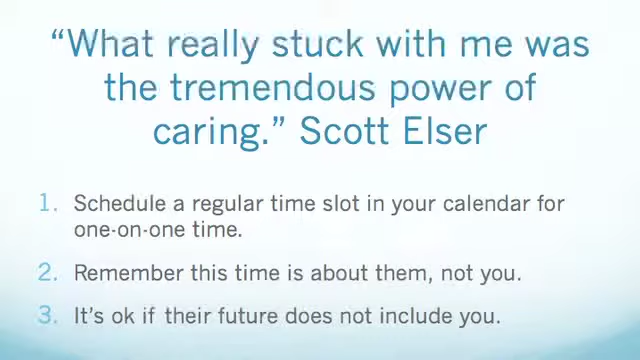 “What really stuck with me was
the tremendous power of
caring.” Scott Elser
1. Schedule a regular time slot in your calendar for
one-on-one time.
2. Remember this time is about them, not you.
3. It’s ok if their future does not include you.